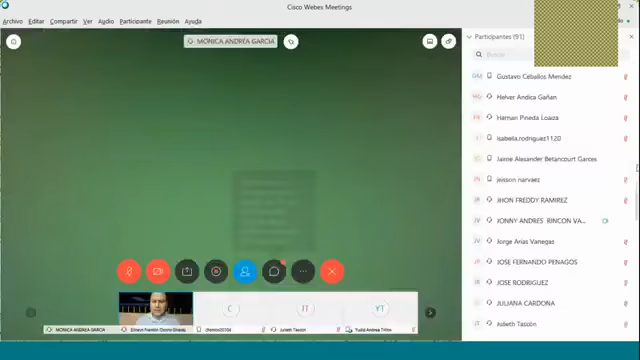 Cisco Webex Meetings
Archivo Editar Compartir Ver Audio Participante Reunión Ayuda
MONICA ANDREA GARCIA
Participantes (91)
Buscar
Gustavo Ceballos Mendez
Helver Andica Gañan
Hernan Pineda Loaiza
isabela.rodriguez1120
Jaime Alexander Betancourt Garces
jeisson narvaez
JHON FREDDY RAMIREZ
JONNY ANDRES RINCON VA...
Jorge Arias Vanegas
JOSE FERNANDO PENAGOS
JOSE RODRIGUEZ
JULIANA CARDONA
Julieth Tascón
C
JT
YT
MONICA ANDREA GARCIA
Julieth Tascón